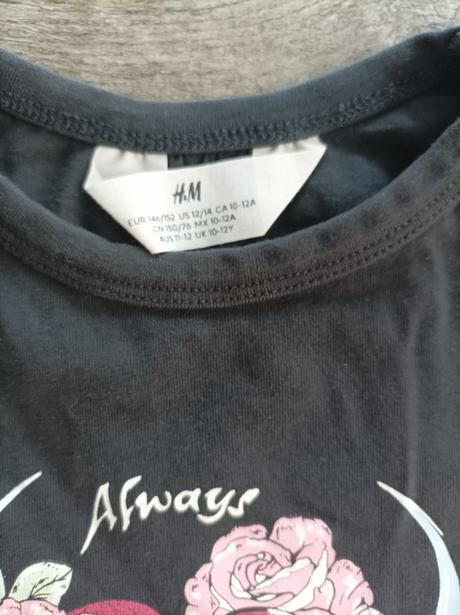 H&M
EUR 146/152 US 12/14 CA 10-12A
CN 150/76 MX 10-12A
AUS 11-12 UK 10-12Y
Always